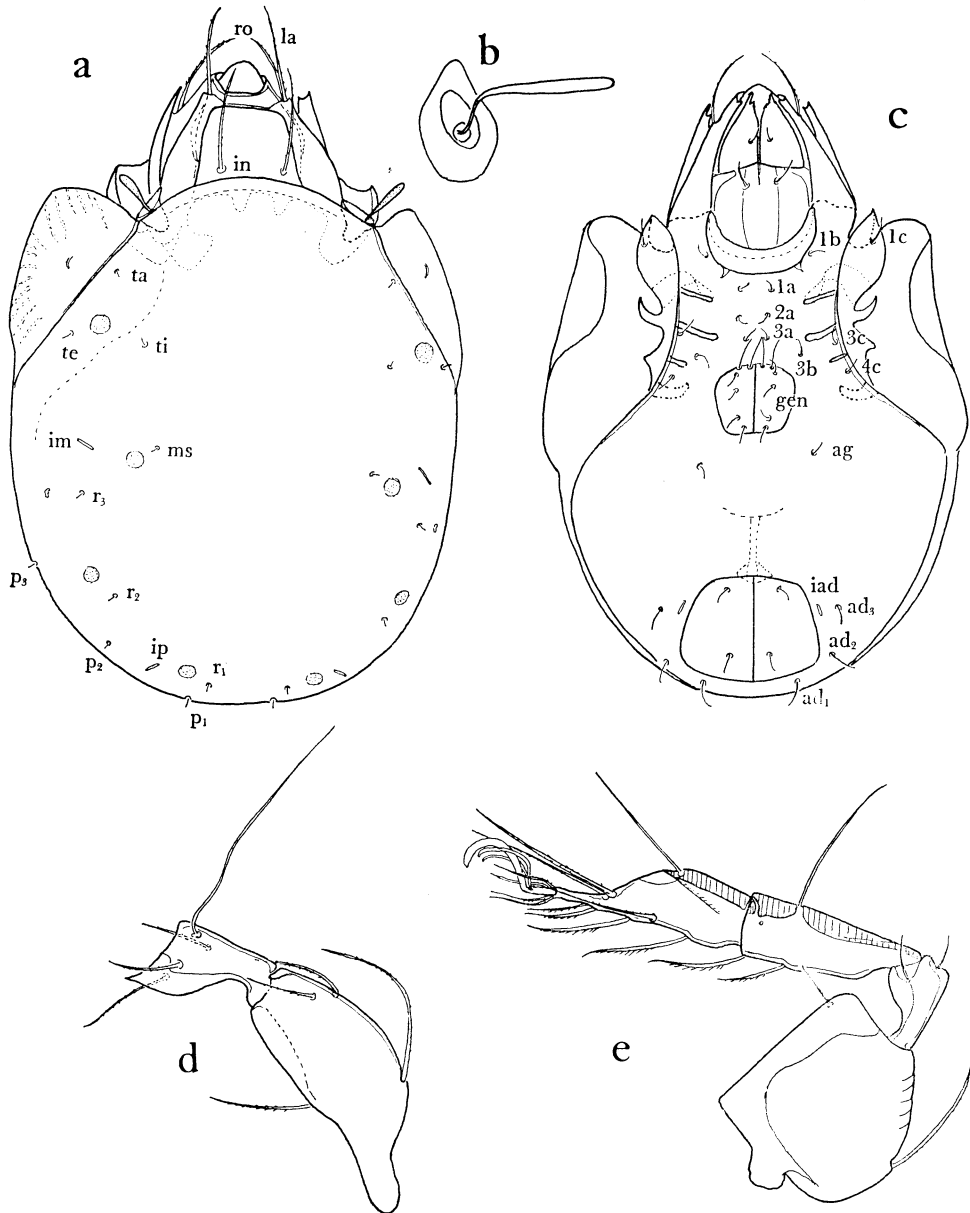 a
ro
la
in
ta
te
ti
im
ms
r₃
p₃
r₂
p₂
ip
r₁
p₁
b
c
1b
1c
1a
2a
3a
3c
3b
4c
gen
ag
iad
ad₃
ad₂
ad₁
d
e